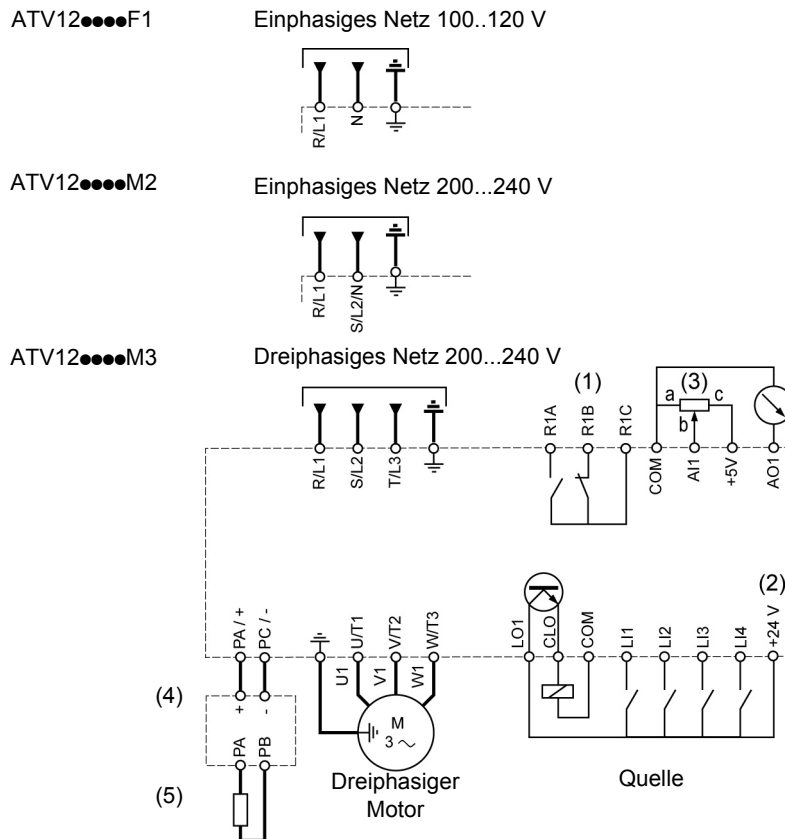 ATV12●●●●F1 Einphasiges Netz 100..120 V
R/L1 N
ATV12●●●●M2 Einphasiges Netz 200...240 V
R/L1 S/L2/N
ATV12●●●●M3 Dreiphasiges Netz 200...240 V
(1) (3)
a c
b
R/L1 S/L2 T/L3 R1A R1B R1C COM AI1 +5V AO1
(2)
PA / + PC / - U/T1 V/T2 W/T3 LO1 CLO COM LI1 LI2 LI3 LI4 +24 V
U1 V1 W1
(4) + -
M
3 ~
PA PB
Dreiphasiger
Motor
Quelle
(5)